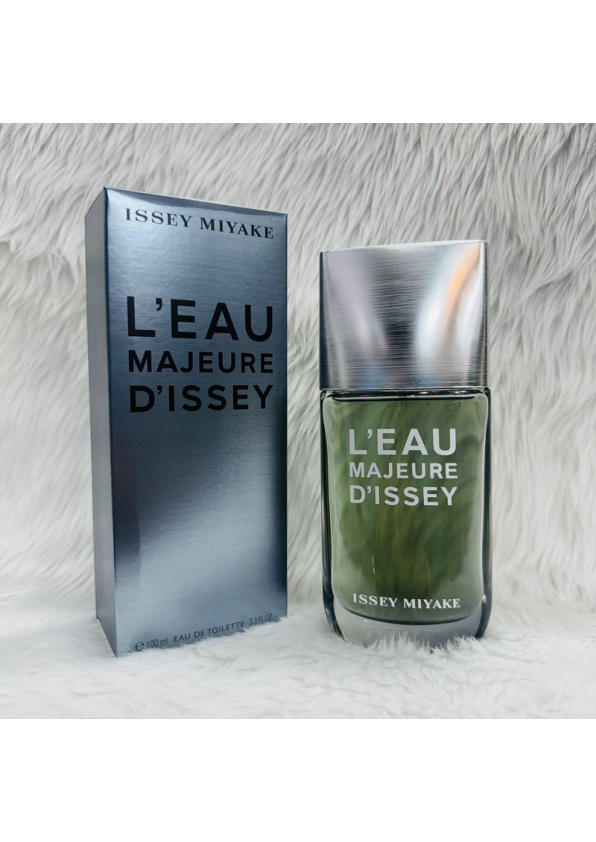 ISSEY MIYAKE
L'EAU
MAJEURE
D'ISSEY
℮ 100 ml EAU DE TOILETTE 3.3 fl.oz
L'EAU
MAJEURE
D'ISSEY
ISSEY MIYAKE